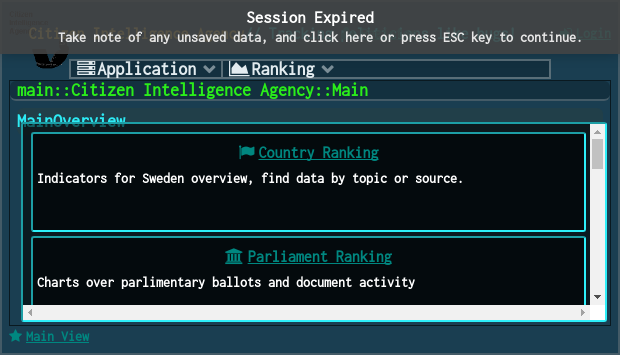 Session Expired
Take note of any unsaved data, and click here or press ESC key to continue.
Application
Ranking
main::Citizen Intelligence Agency::Main
MainOverview
Country Ranking
Indicators for Sweden overview, find data by topic or source.
Parliament Ranking
Charts over parlimentary ballots and document activity
Main View